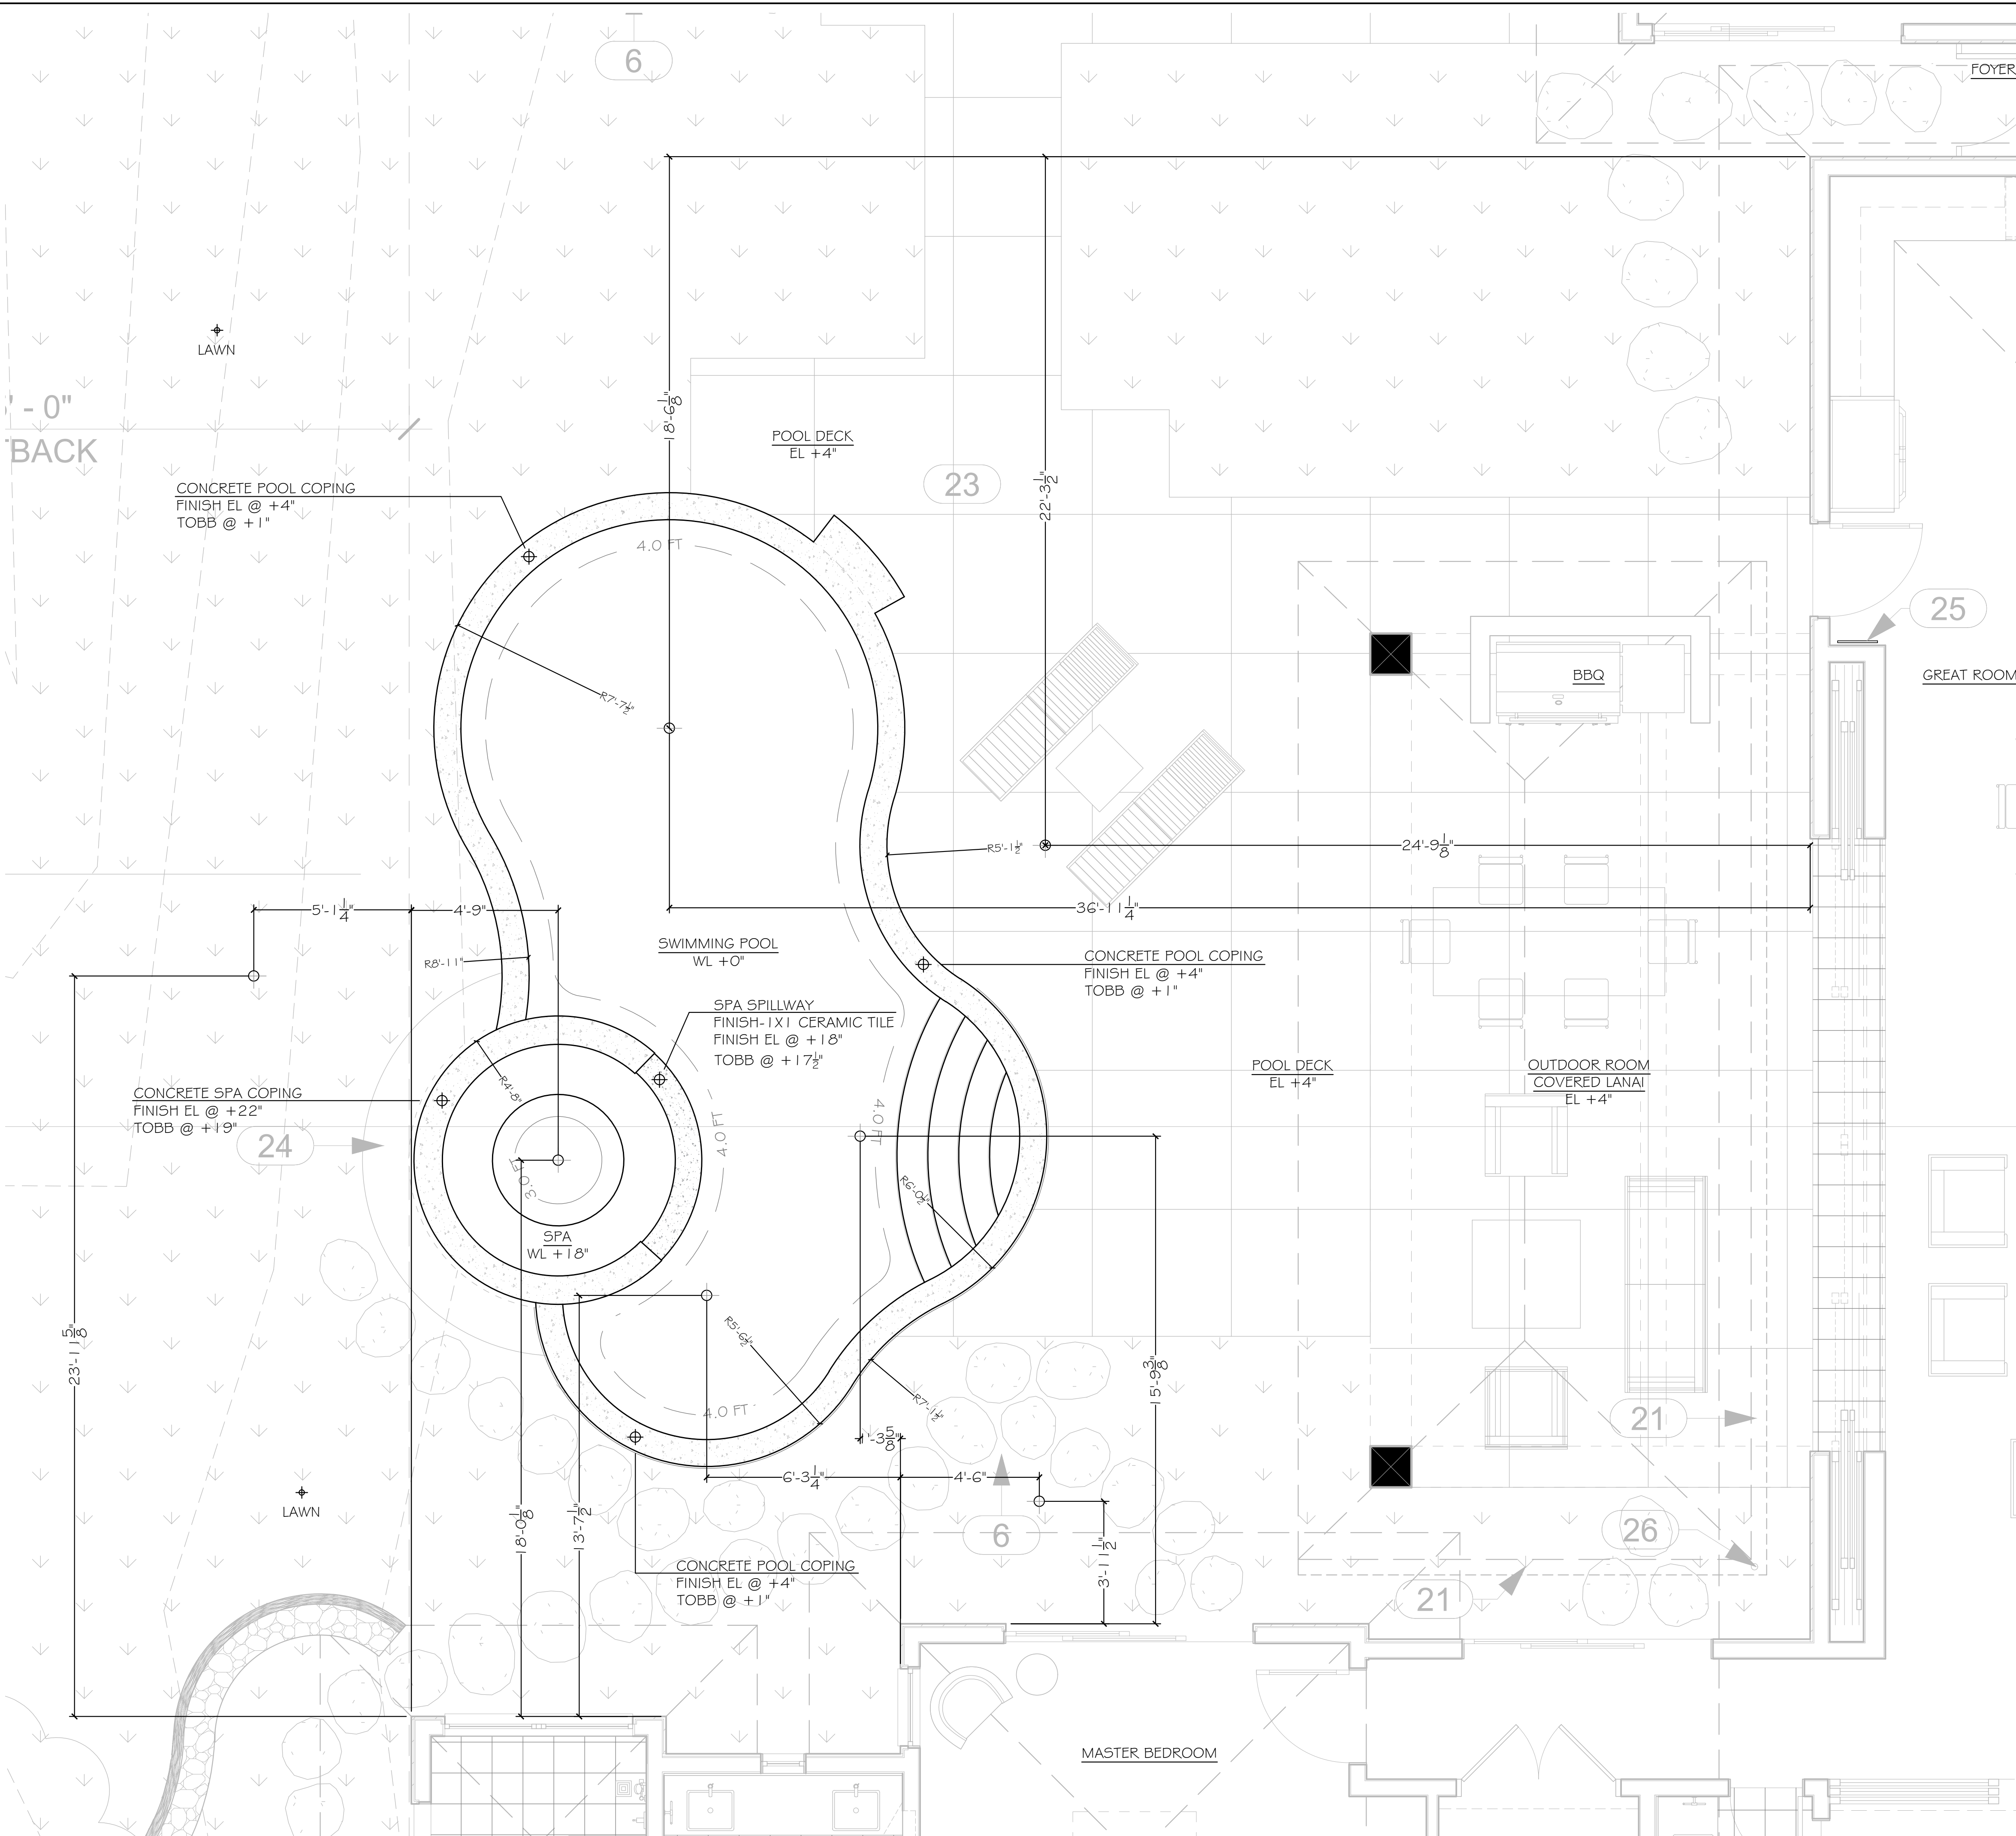 6
FOYER
LAWN
' - 0"
BACK
18'-6 1/8"
POOL DECK
EL +4"
23
22'-3 1/2"
CONCRETE POOL COPING
FINISH EL @ +4"
TOBB @ +1"
4.0 FT
25
BBQ
GREAT ROOM
R7'-7 1/2"
R5'-1 1/2"
24'-9 1/8"
5'-1 1/4"
4'-9"
36'-11 1/4"
SWIMMING POOL
WL +0"
R8'-11"
CONCRETE POOL COPING
FINISH EL @ +4"
TOBB @ +1"
SPA SPILLWAY
FINISH-1X1 CERAMIC TILE
FINISH EL @ +18"
TOBB @ +17 1/2"
POOL DECK
EL +4"
OUTDOOR ROOM
COVERED LANAI
EL +4"
CONCRETE SPA COPING
FINISH EL @ +22"
TOBB @ +19"
R4'-8"
24
4.0 FT
4.0 FT
3.0 F
R6'-0 1/2"
SPA
WL +18"
23'-11 5/8"
R5'-6 1/2"
15'-9 3/8"
4.0 FT
R7'-1 1/2"
21
1'-3 5/8"
6'-3 1/4"
4'-6"
LAWN
18'-0 1/8"
13'-7 1/2"
6
26
3'-11 1/2"
CONCRETE POOL COPING
FINISH EL @ +4"
TOBB @ +1"
21
MASTER BEDROOM